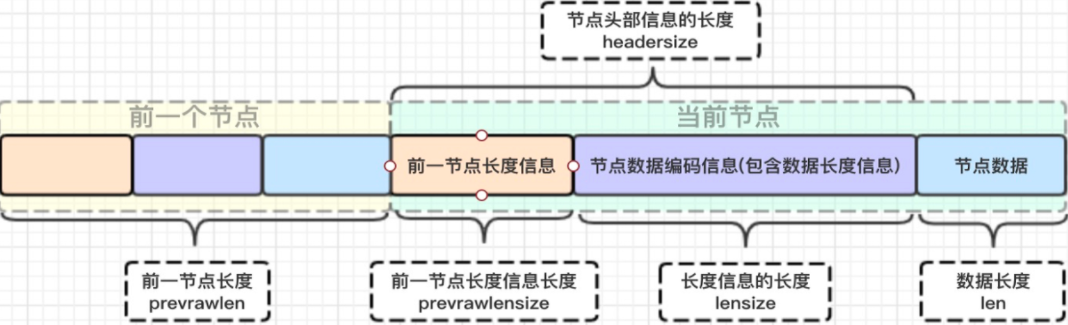 节点头部信息的长度
headersize
前一个节点
当前节点
前一节点长度信息
节点数据编码信息(包含数据长度信息)
节点数据
前一节点长度
prevrawlen
前一节点长度信息长度
prevrawlensize
长度信息的长度
lensize
数据长度
len